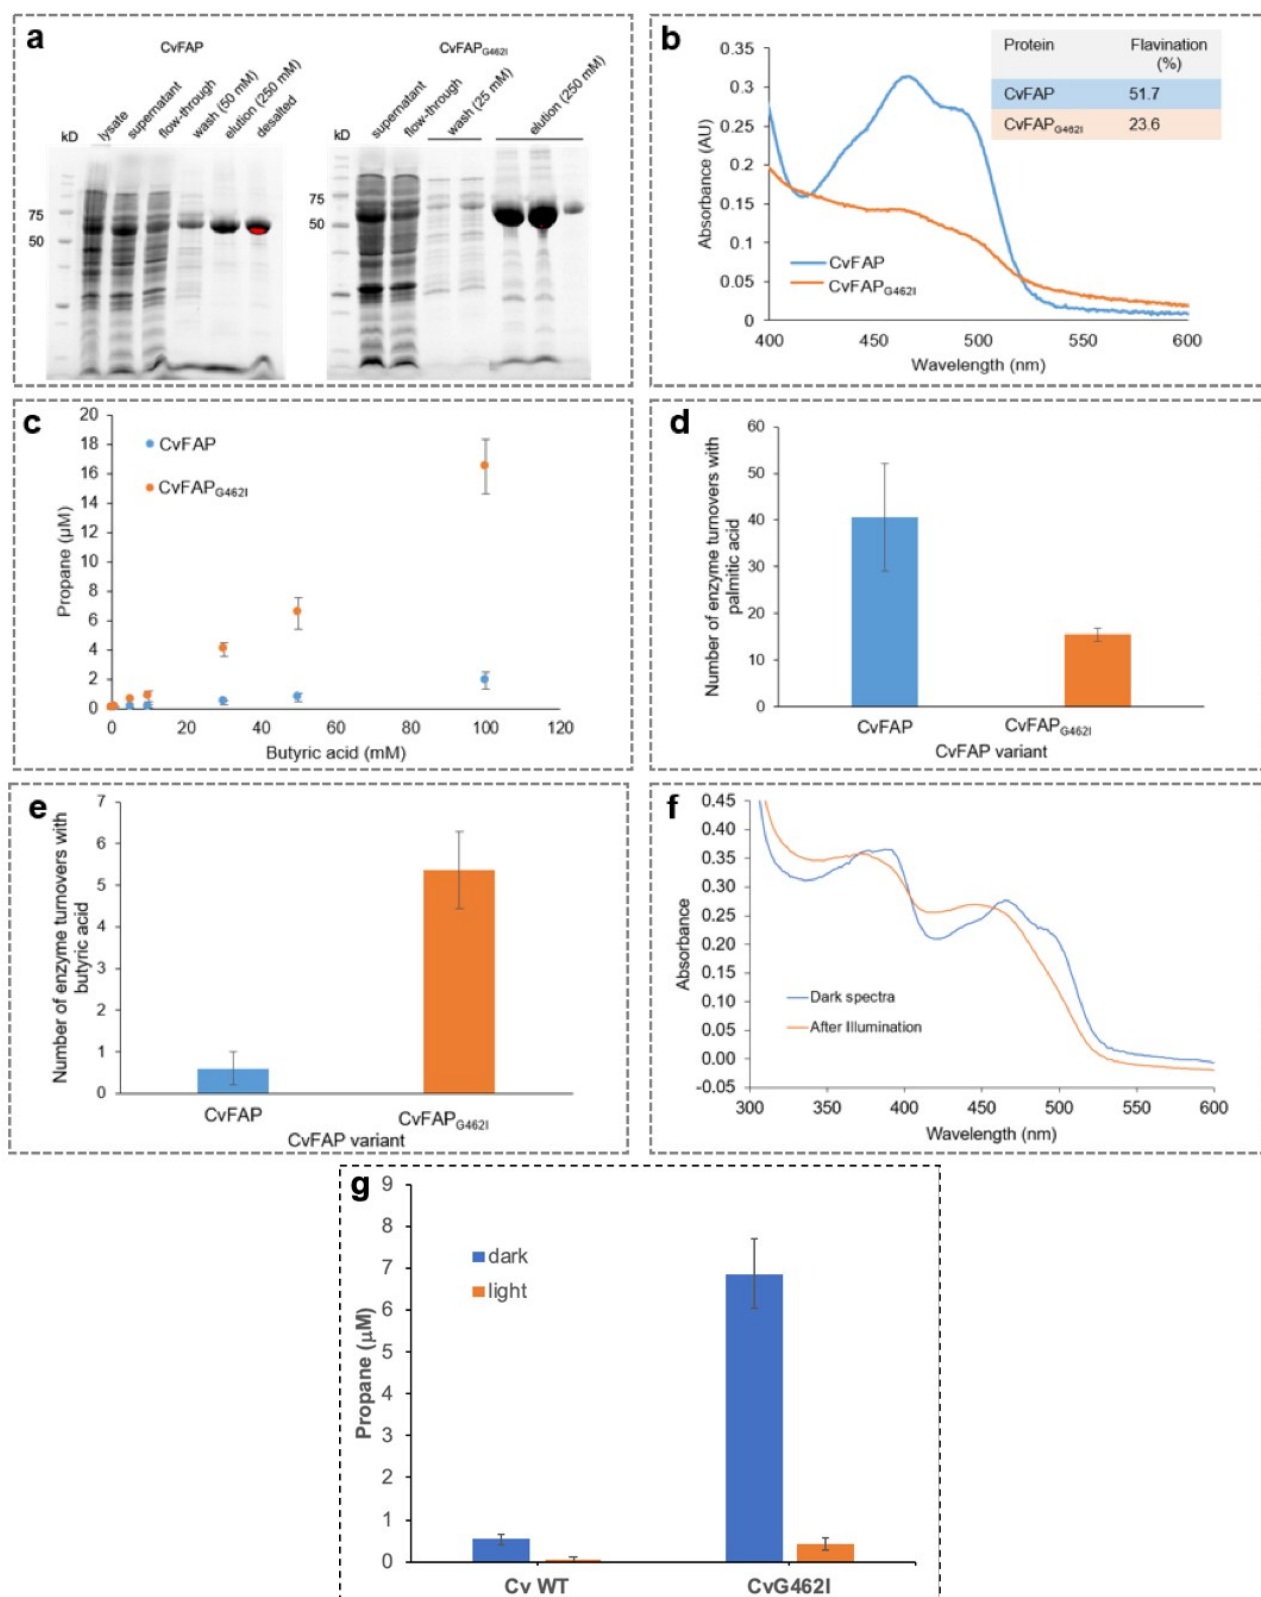 a
CvFAP
CvFAPG462I
kD
lysate
supernatant
flow-through
wash (50 mM)
elution (250 mM)
desalted
75
50
kD
supernatant
flow-through
wash (25 mM)
elution (250 mM)
75
50
b
Protein Flavination (%)
CvFAP 51.7
CvFAPG462I 23.6
0.35
0.3
0.25
0.2
0.15
0.1
0.05
0
Absorbance (AU)
CvFAP
CvFAPG462I
400 450 500 550 600
Wavelength (nm)
c
20
18
16
14
12
10
8
6
4
2
0
Propane (µM)
CvFAP
CvFAPG462I
0 20 40 60 80 100 120
Butyric acid (mM)
d
60
50
40
30
20
10
0
Number of enzyme turnovers with
palmitic acid
CvFAP CvFAPG462I
CvFAP variant
e
7
6
5
4
3
2
1
0
Number of enzyme turnovers with
butyric acid
CvFAP CvFAPG462I
CvFAP variant
f
0.45
0.40
0.35
0.30
0.25
0.20
0.15
0.10
0.05
0.00
-0.05
Absorbance
Dark spectra
After Illumination
300 350 400 450 500 550 600
Wavelength (nm)
g
9
8
7
6
5
4
3
2
1
0
Propane (µM)
dark
light
Cv WT CvG462I